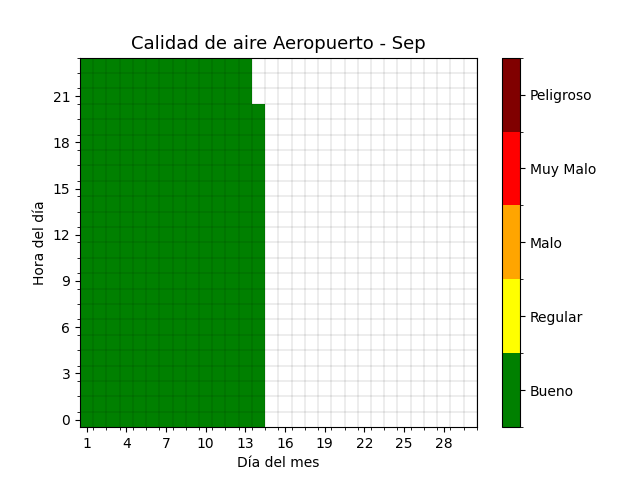 Calidad de aire Aeropuerto - Sep
Hora del día
21
18
15
12
9
6
3
0
1 4 7 10 13 16 19 22 25 28
Día del mes
Peligroso
Muy Malo
Malo
Regular
Bueno